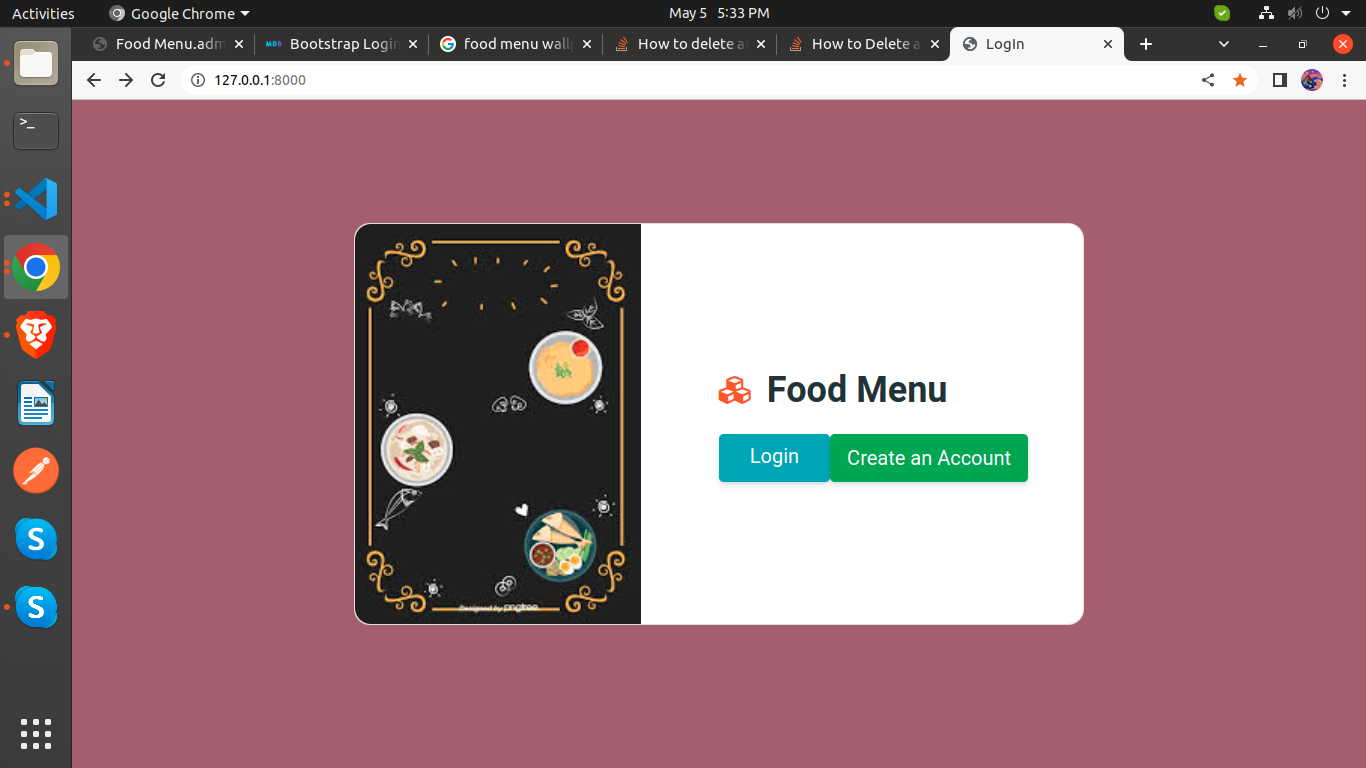 Activities
Google Chrome
May 5 5:33 PM
Food Menu.adm
MDB
Bootstrap Login
food menu wall
How to delete a
How to Delete a
LogIn
127.0.0.1:8000
>_
Food Menu
Login
Create an Account
Designed by pngtree
S
S